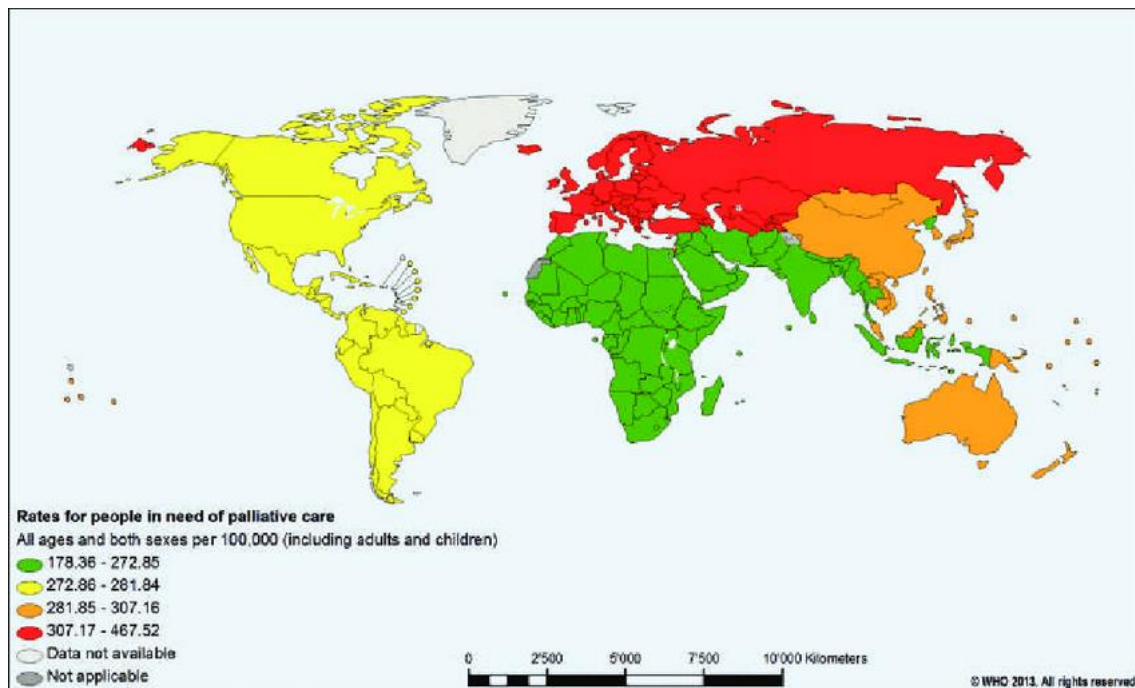 Rates for people in need of palliative care
All ages and both sexes per 100,000 (including adults and children)
178.36 - 272.85
272.86 - 281.84
281.85 - 307.16
307.17 - 467.52
Data not available
Not applicable
0 2'500 5'000 7'500 10'000 Kilometers
© WHO 2013. All rights reserved